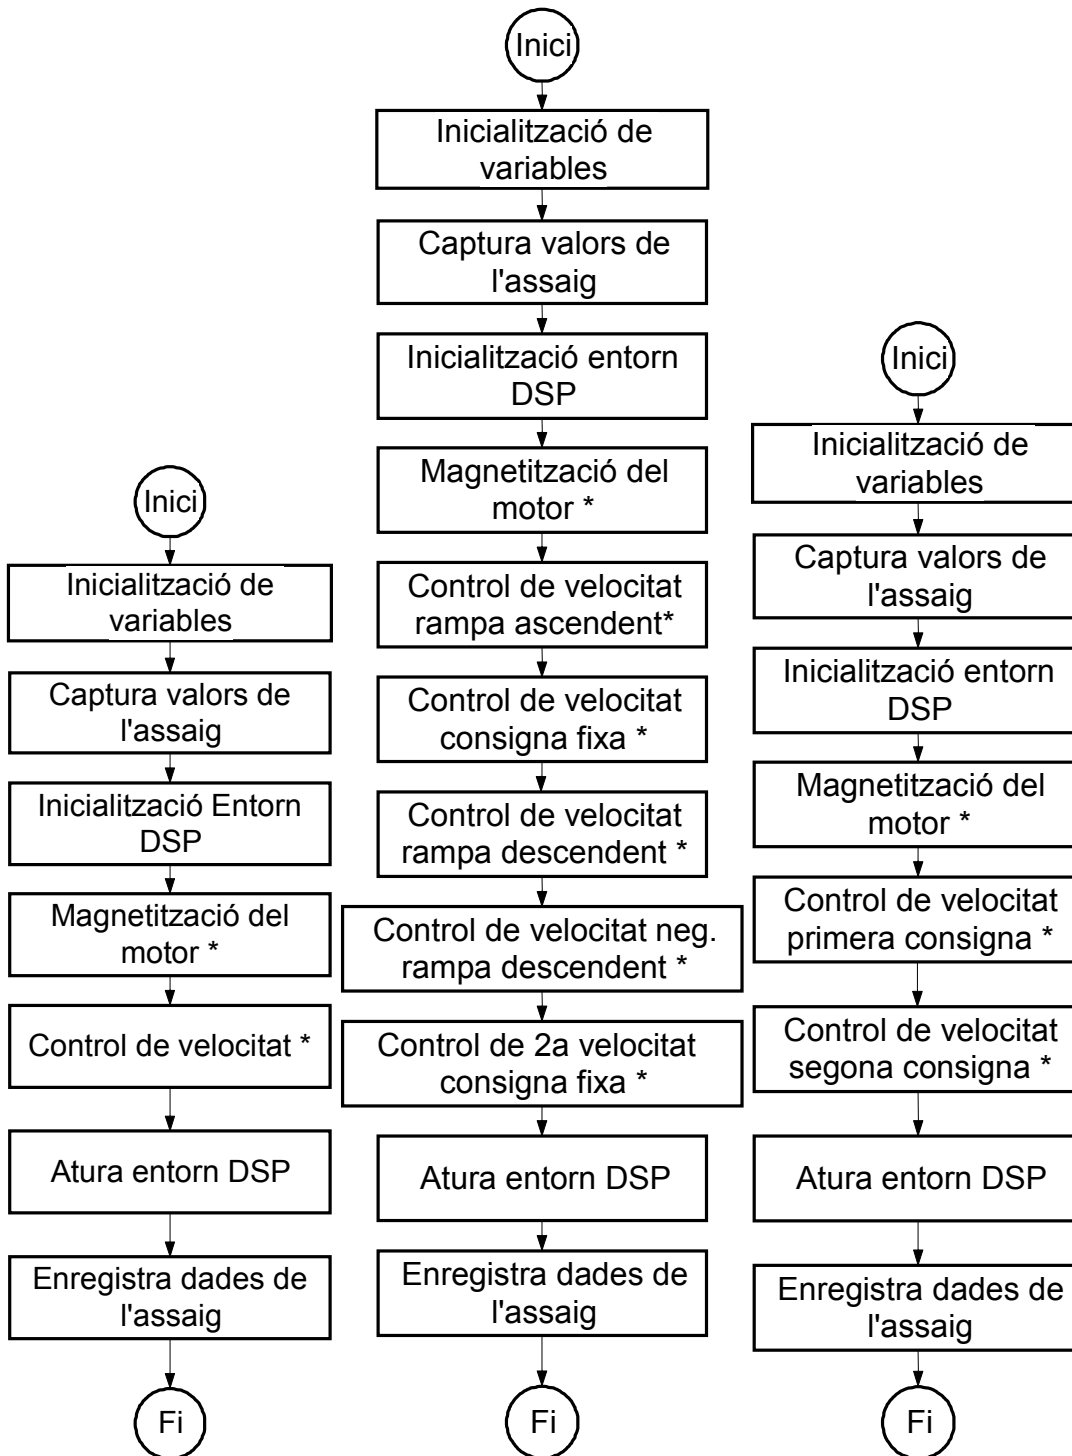 Inici
Inicialització de
variables
Captura valors de
l'assaig
Inicialització Entorn
DSP
Magnetització del
motor *
Control de velocitat *
Atura entorn DSP
Enregistra dades de
l'assaig
Fi
Inici
Inicialització de
variables
Captura valors de
l'assaig
Inicialització entorn
DSP
Magnetització del
motor *
Control de velocitat
rampa ascendent*
Control de velocitat
consigna fixa *
Control de velocitat
rampa descendent *
Control de velocitat neg.
rampa descendent *
Control de 2a velocitat
consigna fixa *
Atura entorn DSP
Enregistra dades de
l'assaig
Fi
Inici
Inicialització de
variables
Captura valors de
l'assaig
Inicialització entorn
DSP
Magnetització del
motor *
Control de velocitat
primera consigna *
Control de velocitat
segona consigna *
Atura entorn DSP
Enregistra dades de
l'assaig
Fi